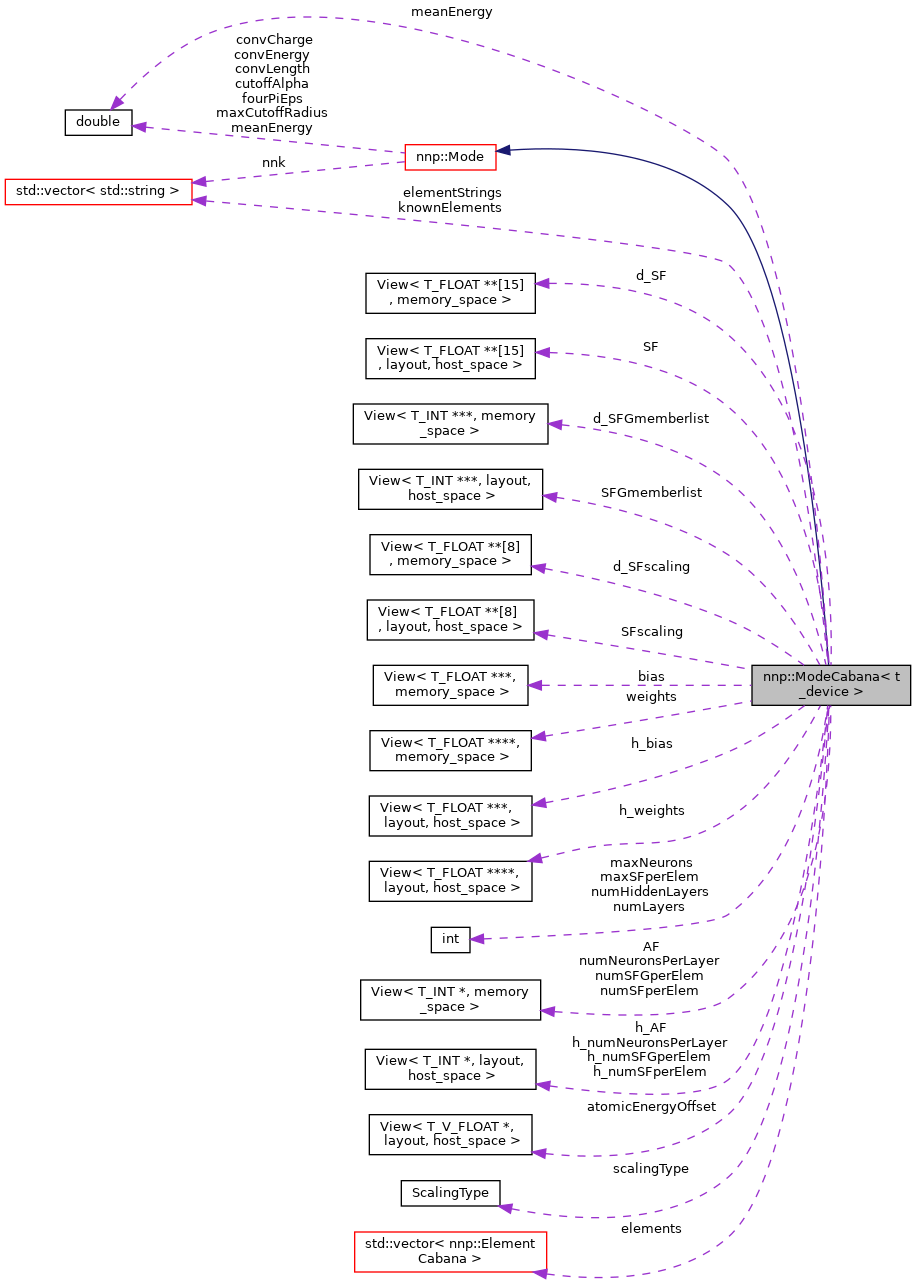 meanEnergy
convCharge
convEnergy
convLength
cutoffAlpha
fourPiEps
maxCutoffRadius
meanEnergy
double
nnp::Mode
nnk
std::vector< std::string >
elementStrings
knownElements
d_SF
View< T_FLOAT **[15]
, memory_space >
SF
View< T_FLOAT **[15]
, layout, host_space >
d_SFGmemberlist
View< T_INT ***, memory
_space >
SFGmemberlist
View< T_INT ***, layout,
host_space >
d_SFscaling
View< T_FLOAT **[8]
, memory_space >
SFscaling
View< T_FLOAT **[8]
, layout, host_space >
bias
View< T_FLOAT ***,
memory_space >
nnp::ModeCabana< t
_device >
weights
View< T_FLOAT ****,
memory_space >
h_bias
View< T_FLOAT ***,
layout, host_space >
h_weights
View< T_FLOAT ****,
layout, host_space >
maxNeurons
maxSFperElem
numHiddenLayers
numLayers
int
AF
numNeuronsPerLayer
numSFGperElem
numSFperElem
View< T_INT *, memory
_space >
h_AF
h_numNeuronsPerLayer
h_numSFGperElem
h_numSFperElem
View< T_INT *, layout,
host_space >
atomicEnergyOffset
View< T_V_FLOAT *,
layout, host_space >
scalingType
ScalingType
elements
std::vector< nnp::Element
Cabana >